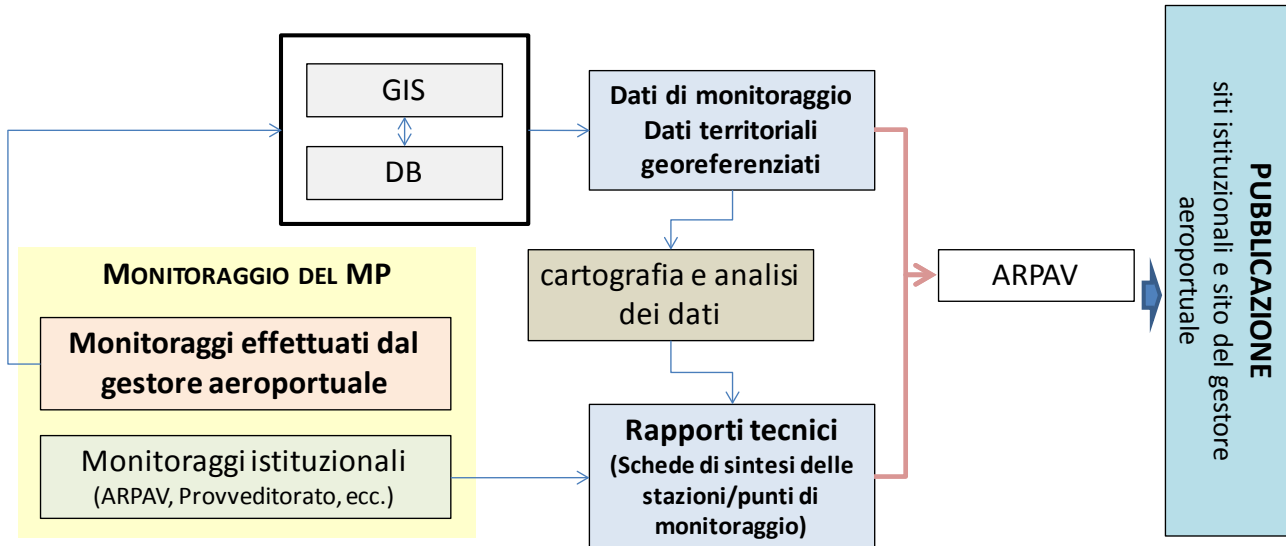 GIS
DB
Dati di monitoraggio
Dati territoriali
georeferenziati
MONITORAGGIO DEL MP
Monitoraggi effettuati dal
gestore aeroportuale
Monitoraggi istituzionali
(ARPAV, Provveditorato, ecc.)
cartografia e analisi
dei dati
Rapporti tecnici
(Schede di sintesi delle
stazioni/punti di
monitoraggio)
ARPAV
PUBBLICAZIONE
siti istituzionali e sito del gestore
aeroportuale